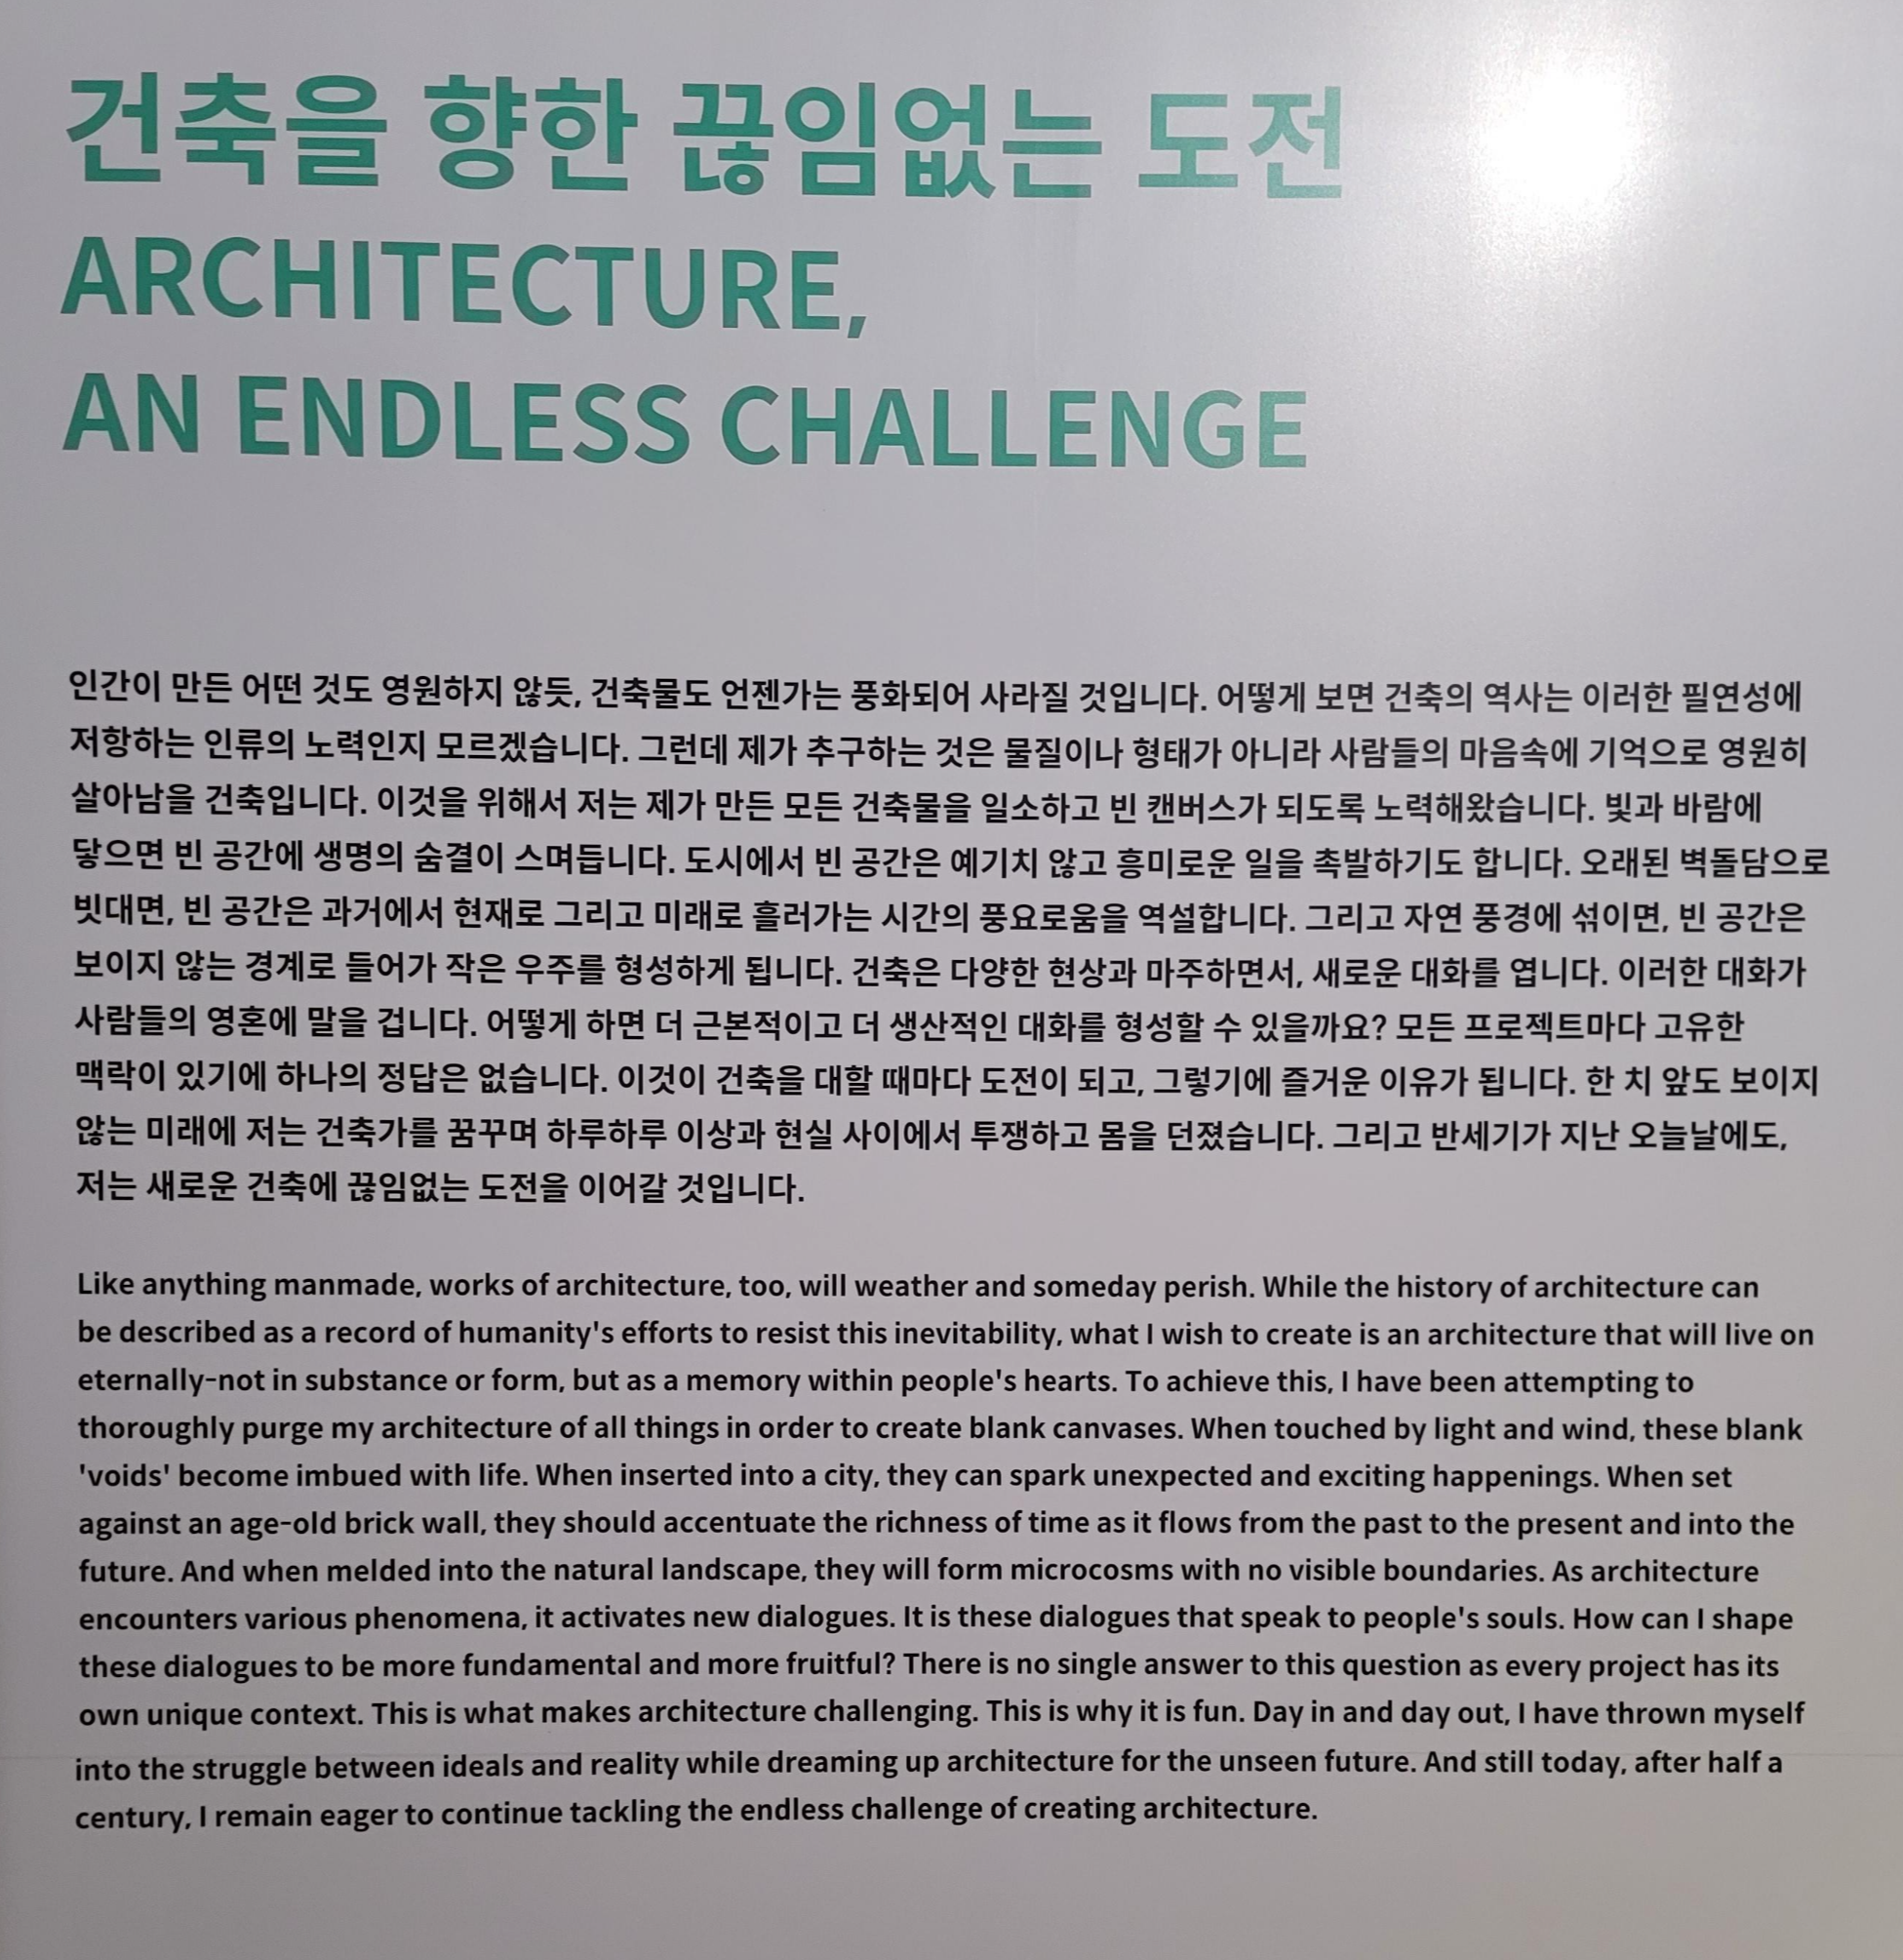 건축을 향한 끊임없는 도전
ARCHITECTURE,
AN ENDLESS CHALLENGE
인간이 만든 어떤 것도 영원하지 않듯, 건축물도 언젠가는 풍화되어 사라질 것입니다. 어떻게 보면 건축의 역사는 이러한 필연성에
저항하는 인류의 노력인지 모르겠습니다. 그런데 제가 추구하는 것은 물질이나 형태가 아니라 사람들의 마음속에 기억으로 영원히
살아남을 건축입니다. 이것을 위해서 저는 제가 만든 모든 건축물을 일소하고 빈 캔버스가 되도록 노력해왔습니다. 빛과 바람에
닿으면 빈 공간에 생명의 숨결이 스며듭니다. 도시에서 빈 공간은 예기치 않고 흥미로운 일을 촉발하기도 합니다. 오래된 벽돌담으로
빗대면, 빈 공간은 과거에서 현재로 그리고 미래로 흘러가는 시간의 풍요로움을 역설합니다. 그리고 자연 풍경에 섞이면, 빈 공간은
보이지 않는 경계로 들어가 작은 우주를 형성하게 됩니다. 건축은 다양한 현상과 마주하면서, 새로운 대화를 엽니다. 이러한 대화가
사람들의 영혼에 말을 겁니다. 어떻게 하면 더 근본적이고 더 생산적인 대화를 형성할 수 있을까요? 모든 프로젝트마다 고유한
맥락이 있기에 하나의 정답은 없습니다. 이것이 건축을 대할 때마다 도전이 되고, 그렇기에 즐거운 이유가 됩니다. 한 치 앞도 보이지
않는 미래에 저는 건축가를 꿈꾸며 하루하루 이상과 현실 사이에서 투쟁하고 몸을 던졌습니다. 그리고 반세기가 지난 오늘날에도,
저는 새로운 건축에 끊임없는 도전을 이어갈 것입니다.
Like anything manmade, works of architecture, too, will weather and someday perish. While the history of architecture can
be described as a record of humanity's efforts to resist this inevitability, what I wish to create is an architecture that will live on
eternally-not in substance or form, but as a memory within people's hearts. To achieve this, I have been attempting to
thoroughly purge my architecture of all things in order to create blank canvases. When touched by light and wind, these blank
'voids' become imbued with life. When inserted into a city, they can spark unexpected and exciting happenings. When set
against an age-old brick wall, they should accentuate the richness of time as it flows from the past to the present and into the
future. And when melded into the natural landscape, they will form microcosms with no visible boundaries. As architecture
encounters various phenomena, it activates new dialogues. It is these dialogues that speak to people's souls. How can I shape
these dialogues to be more fundamental and more fruitful? There is no single answer to this question as every project has its
own unique context. This is what makes architecture challenging. This is why it is fun. Day in and day out, I have thrown myself
into the struggle between ideals and reality while dreaming up architecture for the unseen future. And still today, after half a
century, I remain eager to continue tackling the endless challenge of creating architecture.